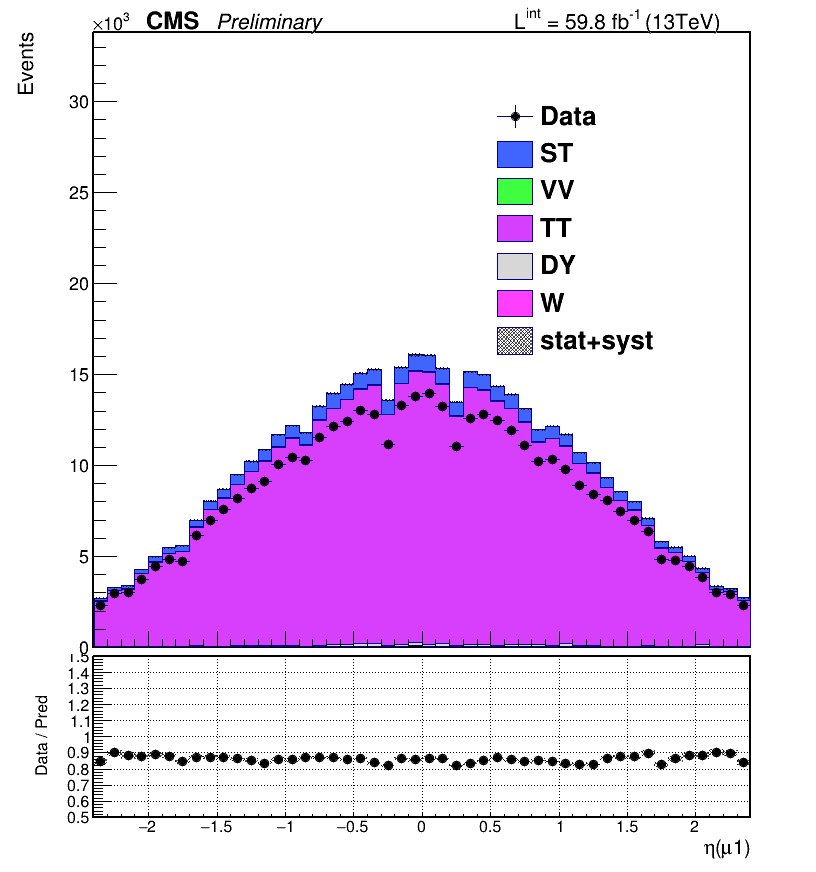 ×10³ CMS Preliminary L^int = 59.8 fb⁻¹ (13TeV)
Events
30
25
20
15
10
5
0
Data
ST
VV
TT
DY
W
stat+syst
Data / Pred
1.5
1.4
1.3
1.2
1.1
1
0.9
0.8
0.7
0.6
0.5
−2 −1.5 −1 −0.5 0 0.5 1 1.5 2
η(μ1)